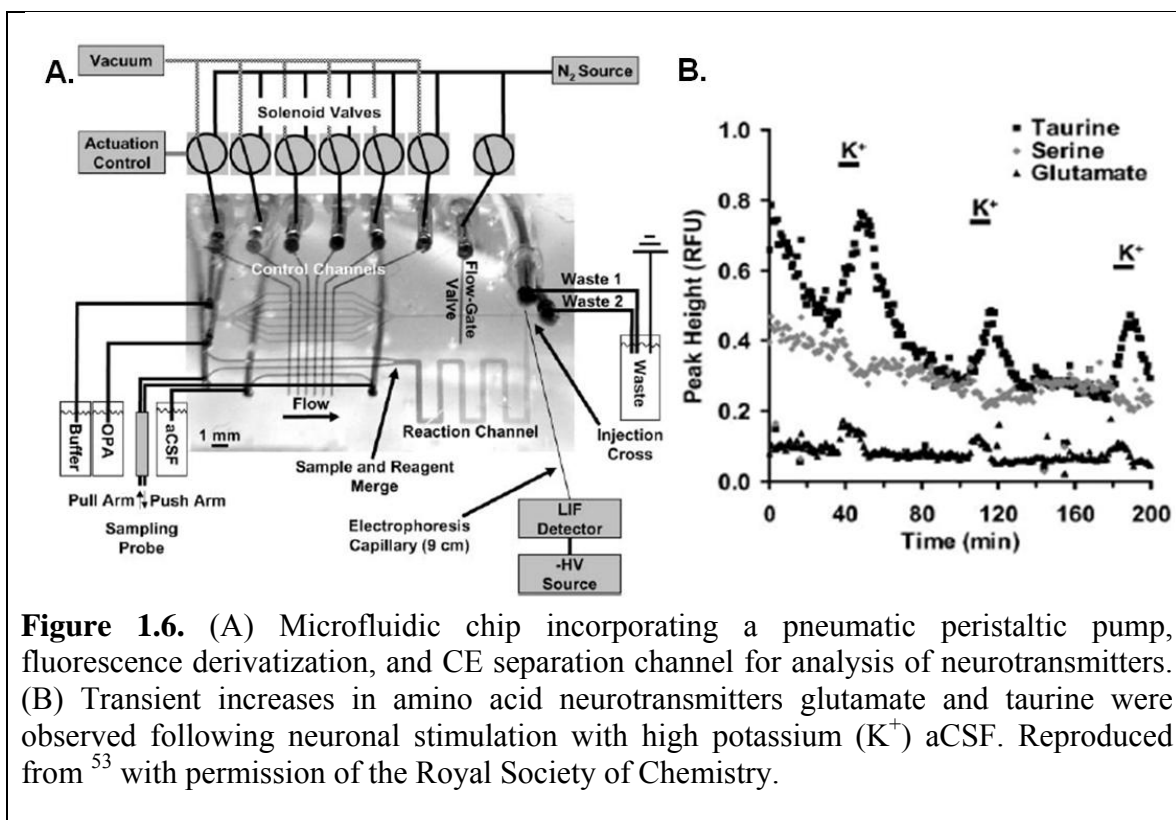 A.
Vacuum
N2 Source
Solenoid Valves
Actuation
Control
Control Channels
Flow-Gate
Valve
Waste 1
Waste 2
Waste
Buffer
OPA
aCSF
Flow
1 mm
Reaction Channel
Injection
Cross
Sample and Reagent
Merge
Pull Arm
Push Arm
Sampling
Probe
Electrophoresis
Capillary (9 cm)
LIF
Detector
-HV
Source
B.
Taurine
Serine
Glutamate
K+
K+
K+
Peak Height (RFU)
1.0
0.8
0.6
0.4
0.2
0.0
0 40 80 120 160 200
Time (min)
Figure 1.6. (A) Microfluidic chip incorporating a pneumatic peristaltic pump,
fluorescence derivatization, and CE separation channel for analysis of neurotransmitters.
(B) Transient increases in amino acid neurotransmitters glutamate and taurine were
observed following neuronal stimulation with high potassium (K+) aCSF. Reproduced
from 53 with permission of the Royal Society of Chemistry.